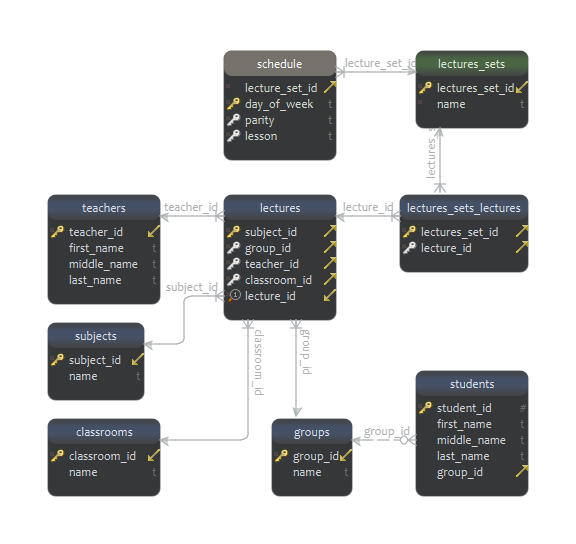 schedule
lecture_set_id
day_of_week t
parity t
lesson t
lecture_set_id
lectures_sets
lectures_set_id
name t
lectures_s
teachers
teacher_id
first_name t
middle_name t
last_name t
teacher_id
lectures
subject_id
group_id
teacher_id
classroom_id
lecture_id
lecture_id
lectures_sets_lectures
lectures_set_id
lecture_id
subject_id
subjects
subject_id
name t
classroom_id
group_id
classrooms
classroom_id
name t
groups
group_id
name t
group_id
students
student_id #
first_name t
middle_name t
last_name t
group_id